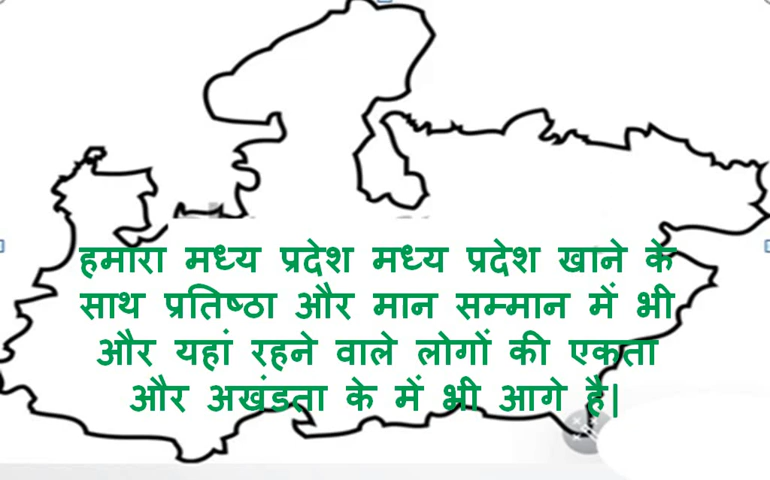 हमारा मध्य प्रदेश मध्य प्रदेश खाने के
साथ प्रतिष्ठा और मान सम्मान में भी
और यहां रहने वाले लोगों की एकता
और अखंडता के में भी आगे है|